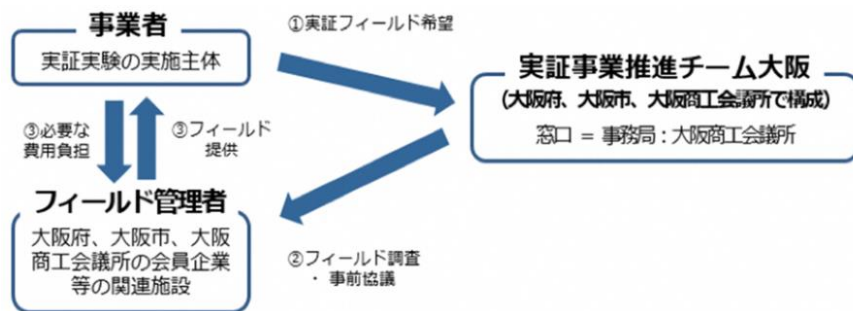 事業者
実証実験の実施主体
①実証フィールド希望
実証事業推進チーム大阪
(大阪府、大阪市、大阪商工会議所で構成)
窓口 = 事務局:大阪商工会議所
③必要な
費用負担
③フィールド
提供
フィールド管理者
大阪府、大阪市、大阪
商工会議所の会員企業
等の関連施設
②フィールド調査
・ 事前協議